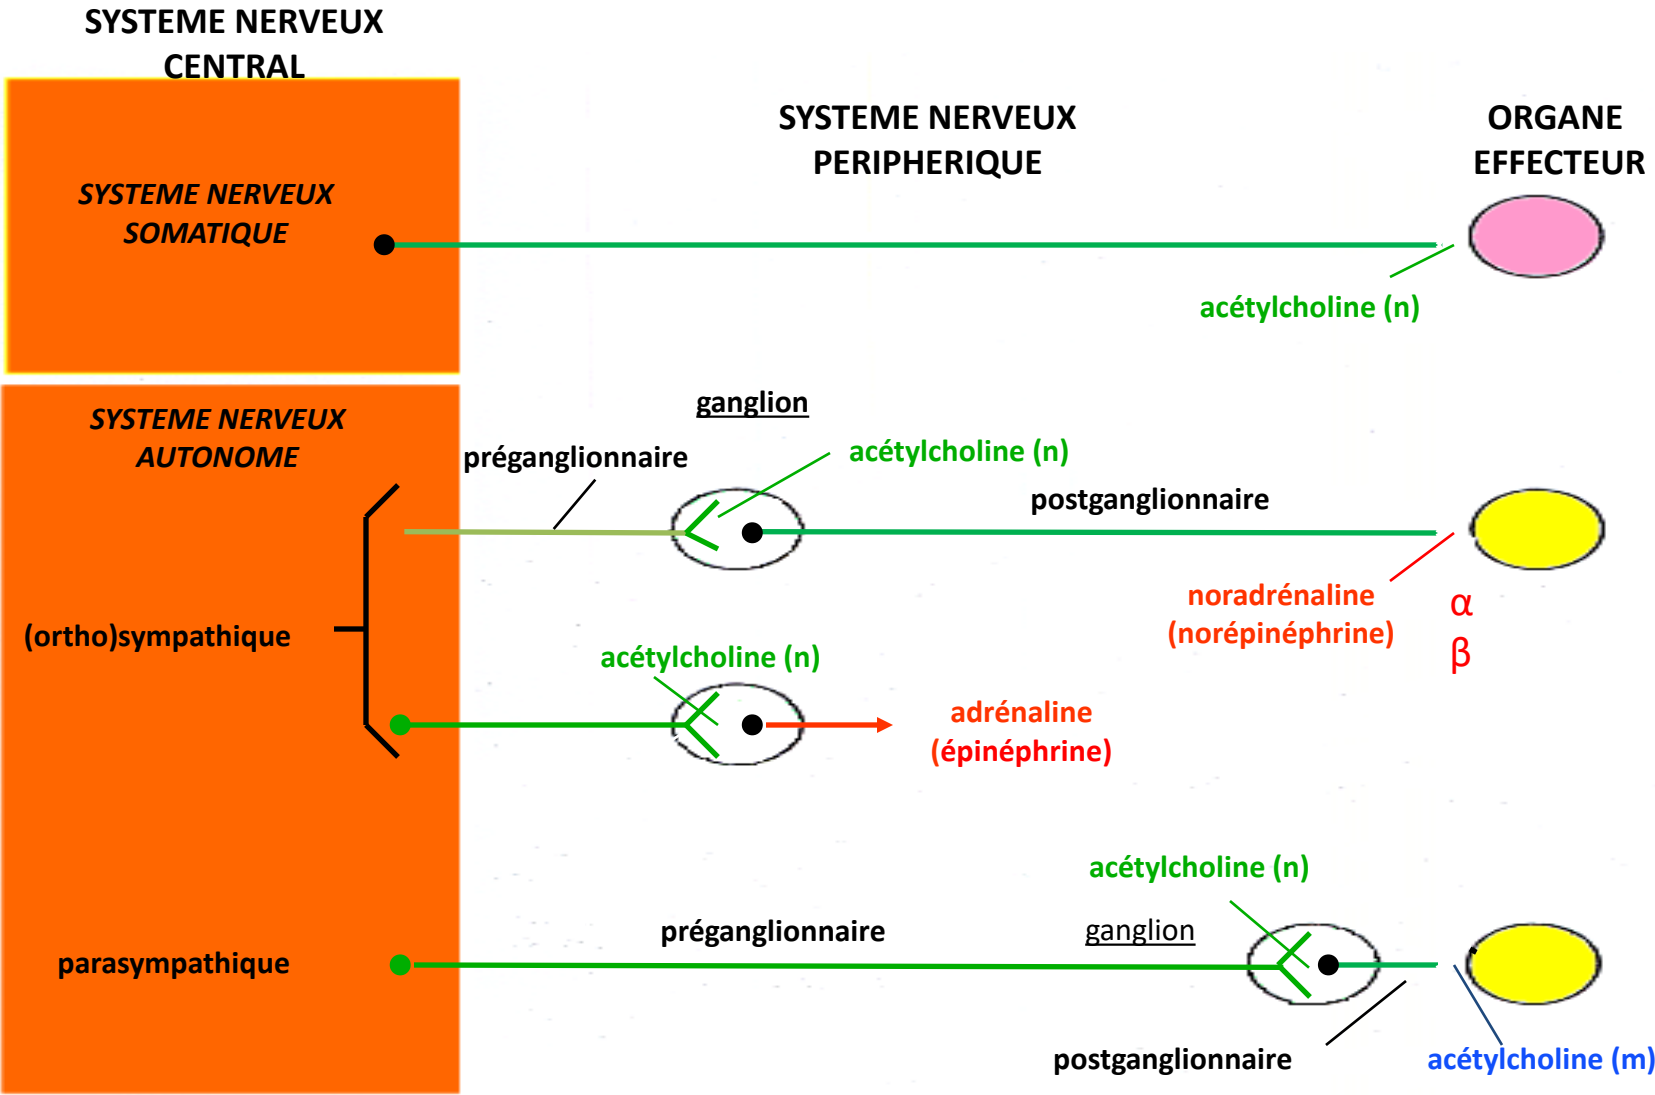 SYSTEME NERVEUX
CENTRAL
SYSTEME NERVEUX
PERIPHERIQUE
ORGANE
EFFECTEUR
SYSTEME NERVEUX
SOMATIQUE
acétylcholine (n)
SYSTEME NERVEUX
AUTONOME
ganglion
préganglionnaire
acétylcholine (n)
postganglionnaire
noradrénaline
(norépinéphrine)
α
β
(ortho)sympathique
acétylcholine (n)
adrénaline
(épinéphrine)
acétylcholine (n)
préganglionnaire
ganglion
parasympathique
postganglionnaire
acétylcholine (m)